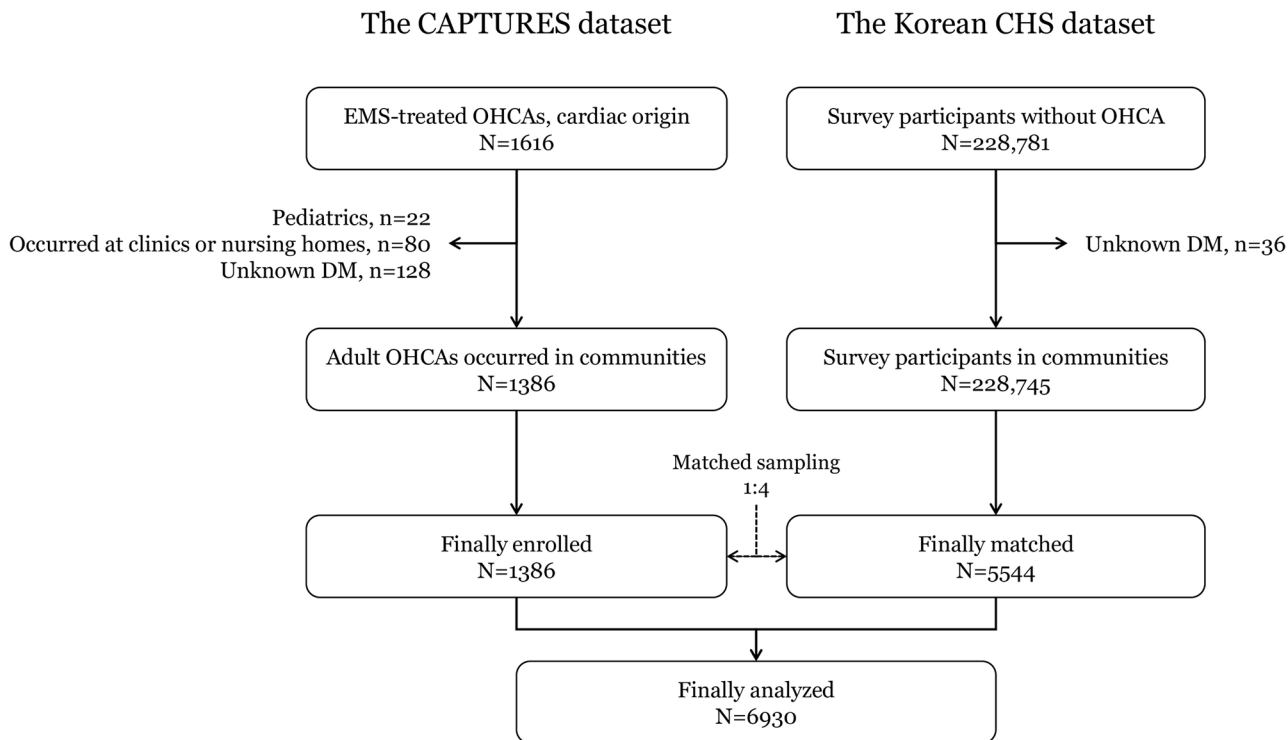 The CAPTURES dataset
The Korean CHS dataset
EMS-treated OHCAs, cardiac origin
N=1616
Survey participants without OHCA
N=228,781
Pediatrics, n=22
Occurred at clinics or nursing homes, n=80
Unknown DM, n=128
Unknown DM, n=36
Adult OHCAs occurred in communities
N=1386
Survey participants in communities
N=228,745
Matched sampling
1:4
Finally enrolled
N=1386
Finally matched
N=5544
Finally analyzed
N=6930